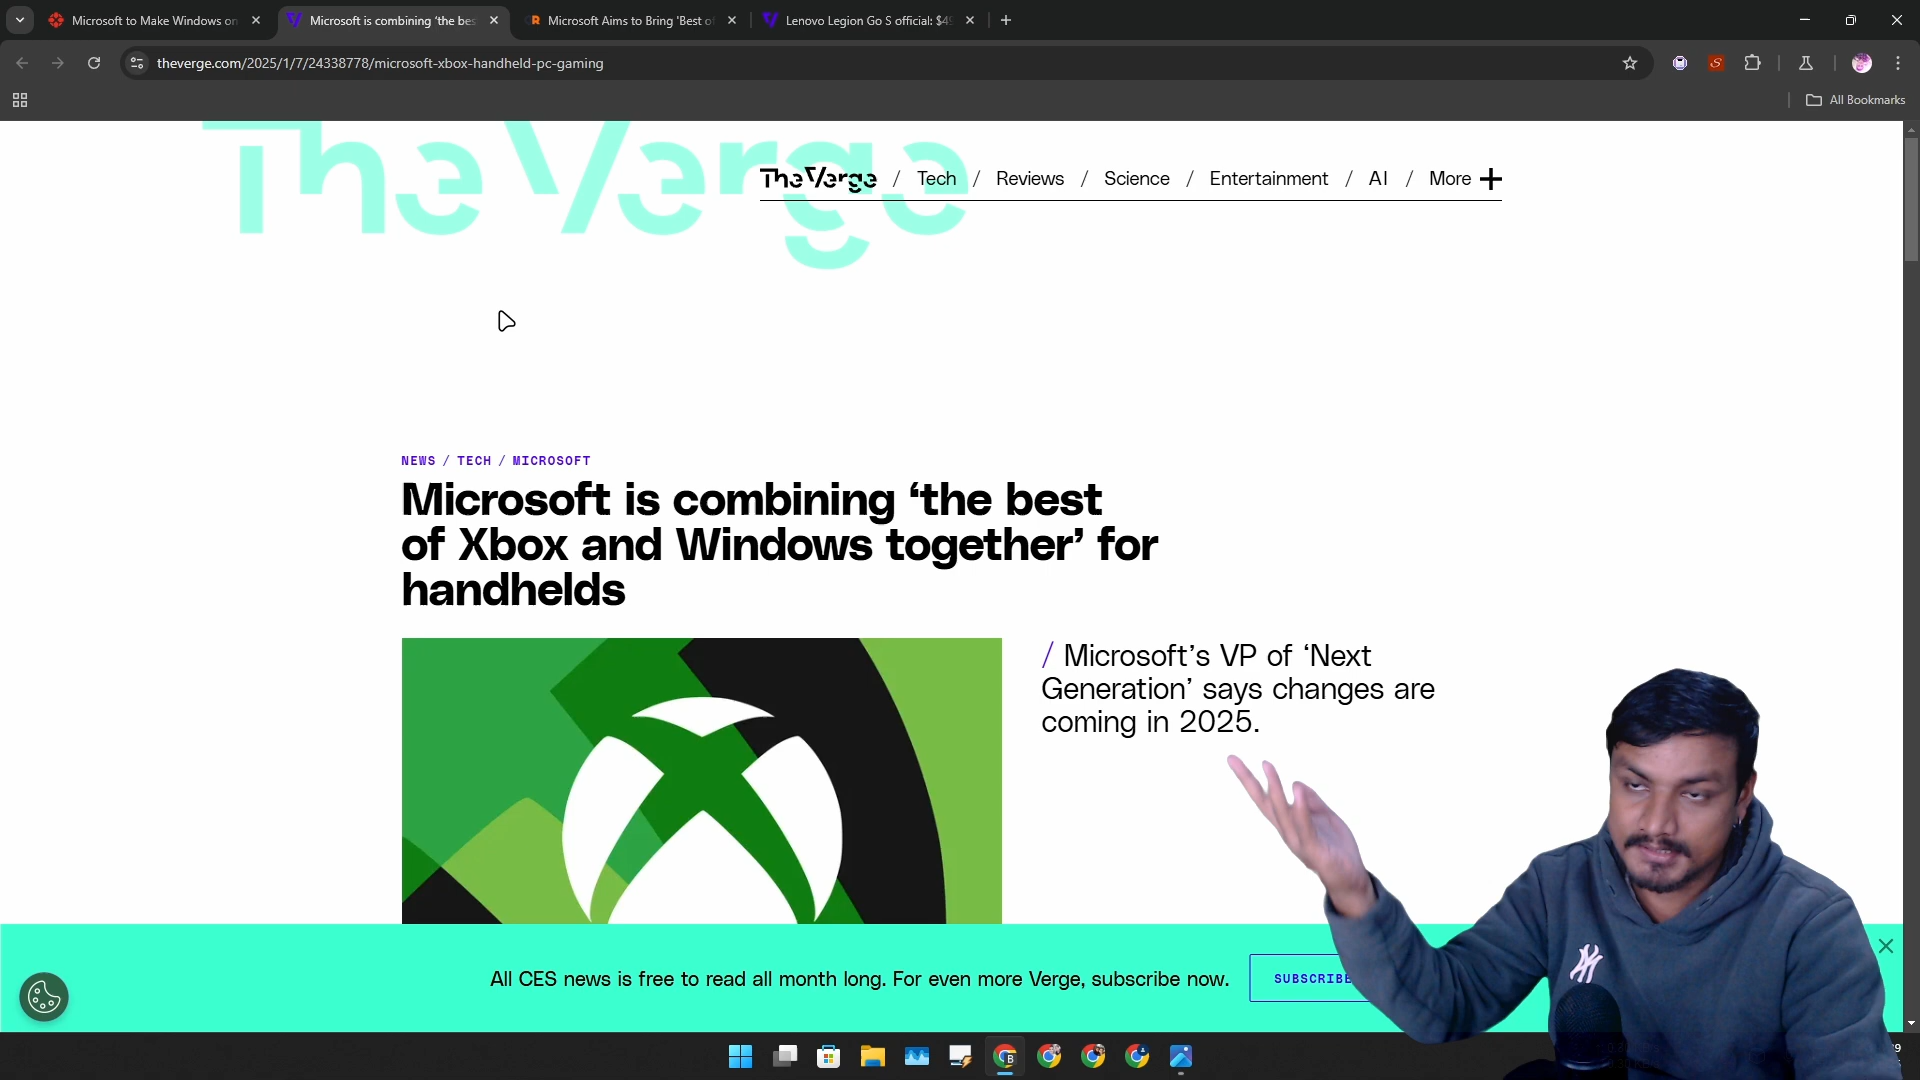 Microsoft to Make Windows on
Microsoft is combining ‘the bes
Microsoft Aims to Bring 'Best o
Lenovo Legion Go S official: $49
theverge.com/2025/1/7/24338778/microsoft-xbox-handheld-pc-gaming
All Bookmarks
The Verge
The Verge / Tech / Reviews / Science / Entertainment / AI / More
NEWS / TECH / MICROSOFT
Microsoft is combining ‘the best
of Xbox and Windows together’ for
handhelds
/ Microsoft’s VP of ‘Next
Generation’ says changes are
coming in 2025.
All CES news is free to read all month long. For even more Verge, subscribe now.
SUBSCRIBE